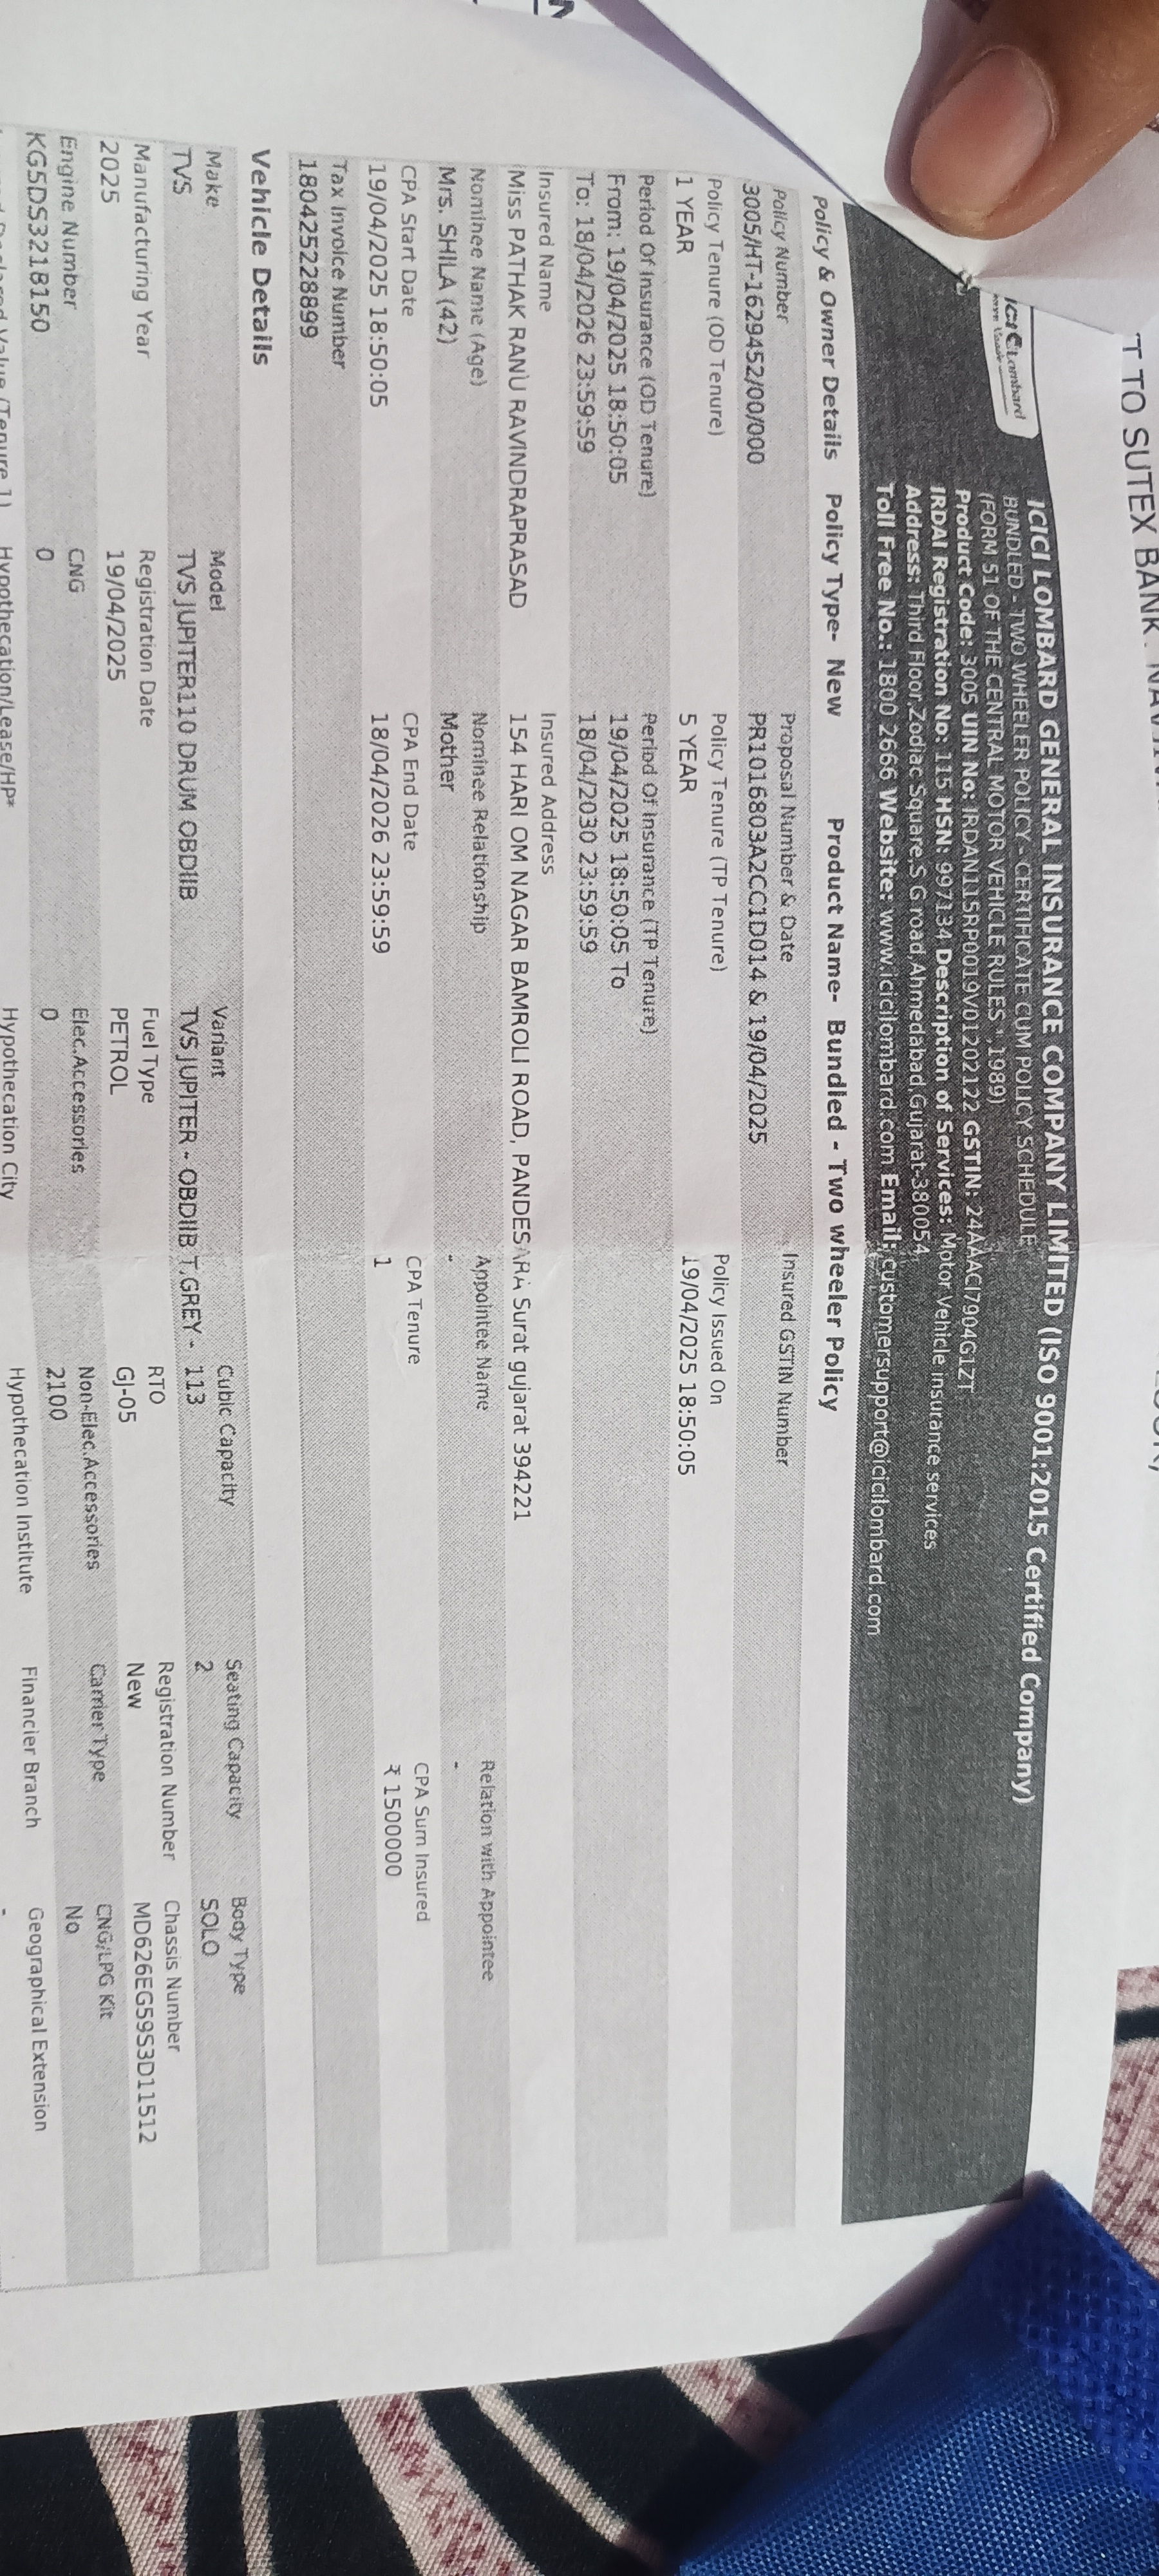 T TO SUTEX BANK.
ICICI Lombard
ICICI LOMBARD GENERAL INSURANCE COMPANY LIMITED (ISO 9001:2015 Certified Company)
BUNDLED - TWO WHEELER POLICY - CERTIFICATE CUM POLICY SCHEDULE
(FORM 51 OF THE CENTRAL MOTOR VEHICLE RULES ,1989)
Product Code: 3005 UIN No: IRDAN115RP0019V01202122 GSTIN: 24AAACI7904G1ZT
IRDAI Registration No: 115 HSN: 997134 Description of Services: Motor Vehicle insurance services
Address: Third Floor,Zodiac Square,S G road,Ahmedabad,Gujarat-380054
Toll Free No.: 1800 2666 Website: www.icicilombard.com Email: customersupport@icicilombard.com
Policy & Owner Details Policy Type- New Product Name- Bundled - Two wheeler Policy
Policy Number Proposal Number & Date Insured GSTIN Number
3005/HT-1629452/00/000 PR1016803A2CC1D014 & 19/04/2025
Policy Tenure (OD Tenure) Policy Tenure (TP Tenure) Policy Issued On
1 YEAR 5 YEAR 19/04/2025 18:50:05
Period Of Insurance (OD Tenure) Period Of Insurance (TP Tenure)
From: 19/04/2025 18:50:05 19/04/2025 18:50:05 To
To: 18/04/2026 23:59:59 18/04/2030 23:59:59
Insured Name Insured Address
Miss PATHAK RANU RAVINDRAPRASAD 154 HARI OM NAGAR BAMROLI ROAD, PANDESARA Surat gujarat 394221
Nominee Name (Age) Nominee Relationship Appointee Name Relation with Appointee
Mrs. SHILA (42) Mother - -
CPA Start Date CPA End Date CPA Tenure CPA Sum Insured
19/04/2025 18:50:05 18/04/2026 23:59:59 1 ₹ 1500000
Tax Invoice Number
180425228899
Vehicle Details
Make Model Variant Cubic Capacity Seating Capacity Body Type
TVS TVS JUPITER110 DRUM OBDIIB TVS JUPITER - OBDIIB T.GREY - 113 2 SOLO
Manufacturing Year Registration Date Fuel Type RTO Registration Number Chassis Number
2025 19/04/2025 PETROL GJ-05 New MD626EG59S3D11512
Engine Number CNG Elec.Accessories Non-Elec.Accessories Carrier Type CNG/LPG Kit
KG5DS3218150 0 0 2100 No
Value (Tenure 1) Hypothecation/Lease/HP* Hypothecation City Hypothecation Institute Financier Branch Geographical Extension
-